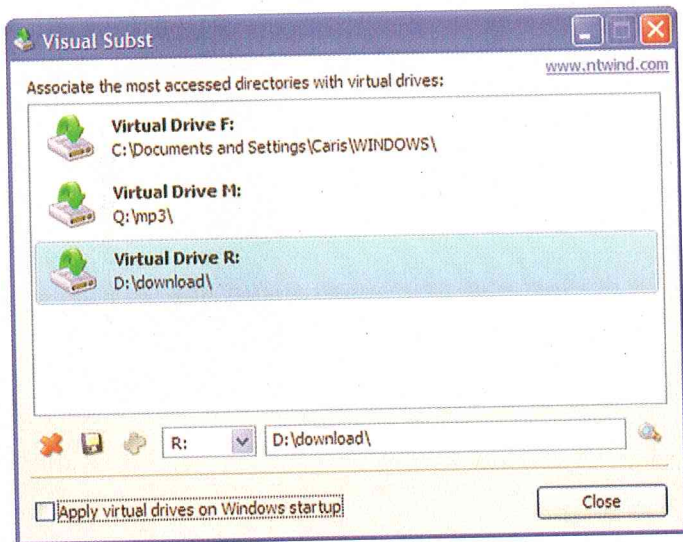 Visual Subst
www.ntwind.com
Associate the most accessed directories with virtual drives:
Virtual Drive F:
C:\Documents and Settings\Caris\WINDOWS\
Virtual Drive M:
Q:\mp3\
Virtual Drive R:
D:\download\
R:
D:\download\
Apply virtual drives on Windows startup
Close